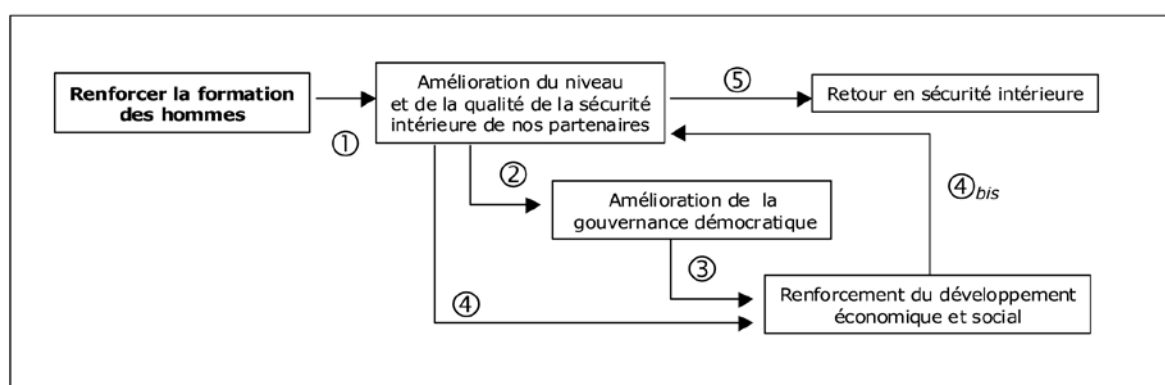 Renforcer la formation
des hommes
①
Amélioration du niveau
et de la qualité de la sécurité
intérieure de nos partenaires
⑤
Retour en sécurité intérieure
②
Amélioration de la
gouvernance démocratique
④bis
③
④
Renforcement du développement
économique et social